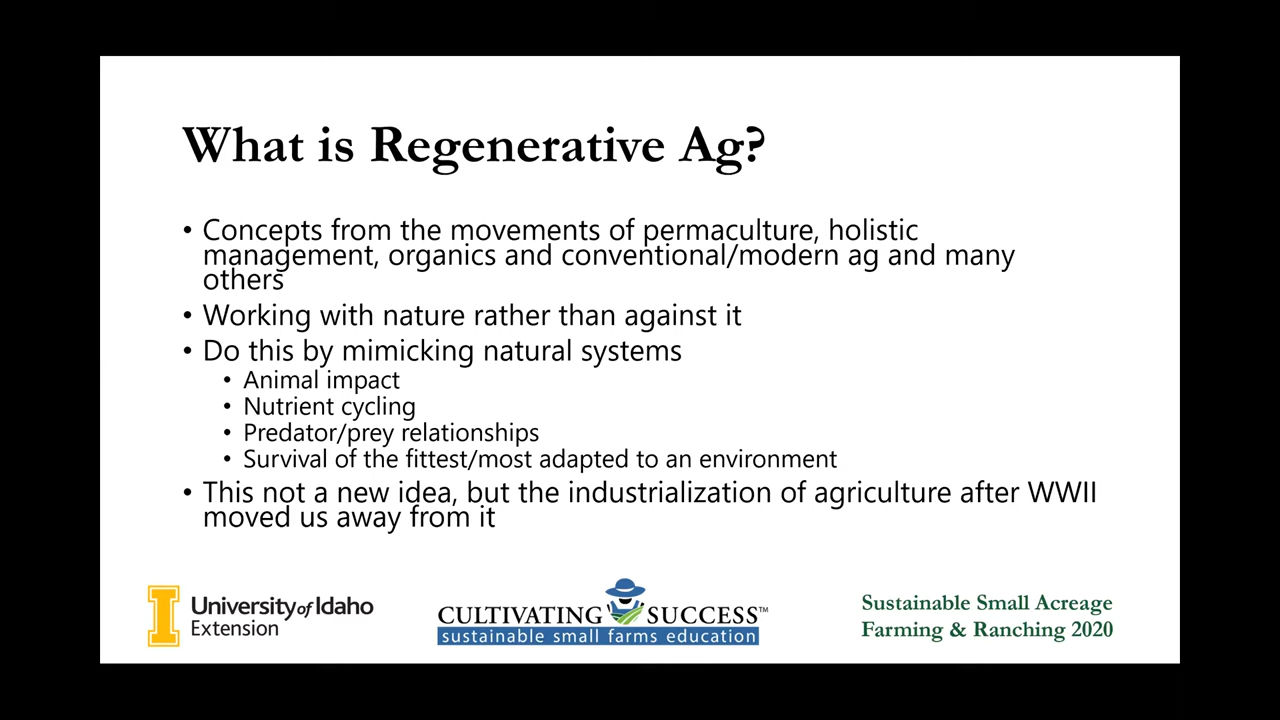 What is Regenerative Ag?
• Concepts from the movements of permaculture, holistic
management, organics and conventional/modern ag and many
others
• Working with nature rather than against it
• Do this by mimicking natural systems
• Animal impact
• Nutrient cycling
• Predator/prey relationships
• Survival of the fittest/most adapted to an environment
• This not a new idea, but the industrialization of agriculture after WWII
moved us away from it
I
University of Idaho
Extension
CULTIVATING SUCCESS™
sustainable small farms education
Sustainable Small Acreage
Farming & Ranching 2020